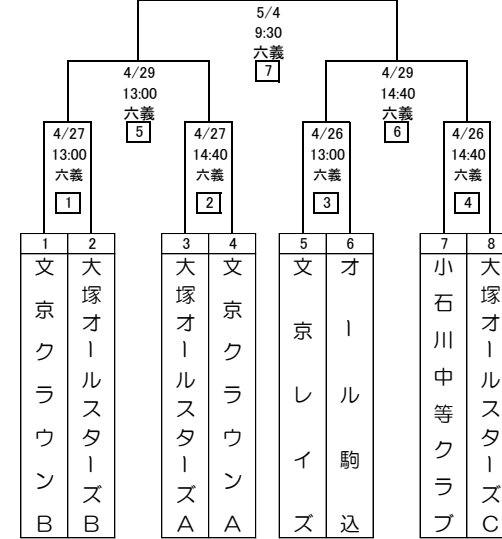 5/4
9:30
六義
7
4/29
13:00
六義
5
4/29
14:40
六義
6
4/27
13:00
六義
1
4/27
14:40
六義
2
4/26
13:00
六義
3
4/26
14:40
六義
4
1
文京クラウンB
2
大塚オールスターズB
3
大塚オールスターズA
4
文京クラウンA
5
文京レイズ
6
オール駒込
7
小石川中等クラブ
8
大塚オールスターズC